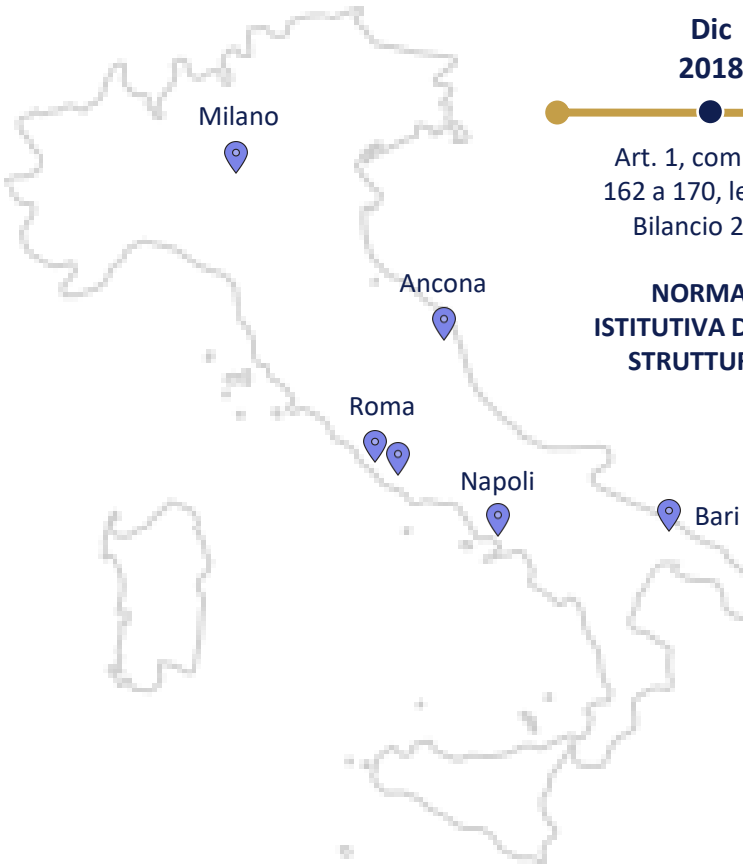 Milano
Ancona
Roma
Napoli
Bari
Dic
2018
Art. 1, com
162 a 170, le
Bilancio 2
NORMA
ISTITUTIVA D
STRUTTUR